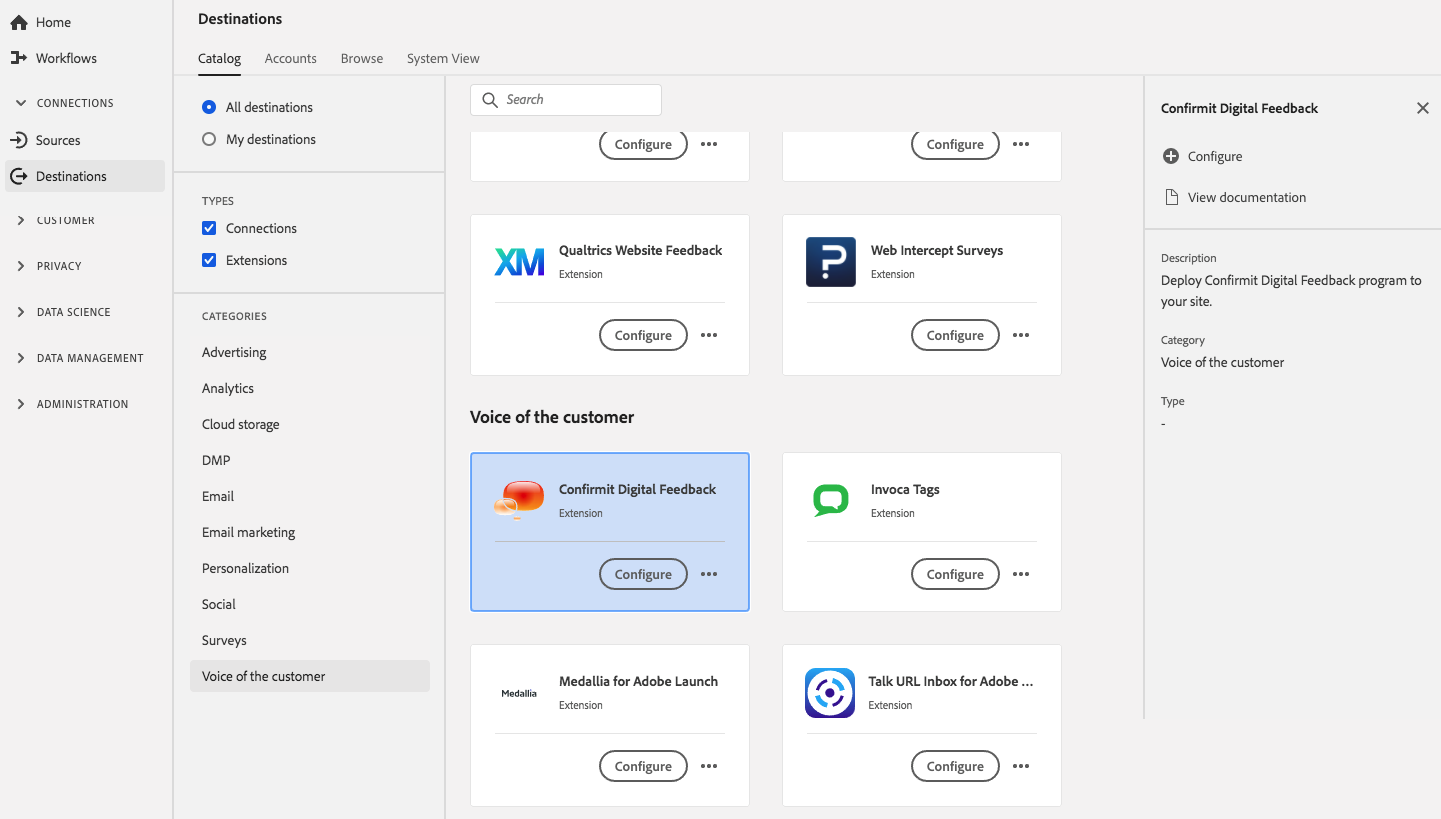 Home
Workflows
CONNECTIONS
Sources
Destinations
CUSTOMER
PRIVACY
DATA SCIENCE
DATA MANAGEMENT
ADMINISTRATION
Destinations
Catalog Accounts Browse System View
All destinations
My destinations
TYPES
Connections
Extensions
CATEGORIES
Advertising
Analytics
Cloud storage
DMP
Email
Email marketing
Personalization
Social
Surveys
Voice of the customer
Search
Configure
Configure
XM
Qualtrics Website Feedback
Extension
Configure
Web Intercept Surveys
Extension
Configure
Voice of the customer
Confirmit Digital Feedback
Extension
Configure
Invoca Tags
Extension
Configure
Medallia
Medallia for Adobe Launch
Extension
Configure
Talk URL Inbox for Adobe ...
Extension
Configure
Confirmit Digital Feedback
Configure
View documentation
Description
Deploy Confirmit Digital Feedback program to
your site.
Category
Voice of the customer
Type
-